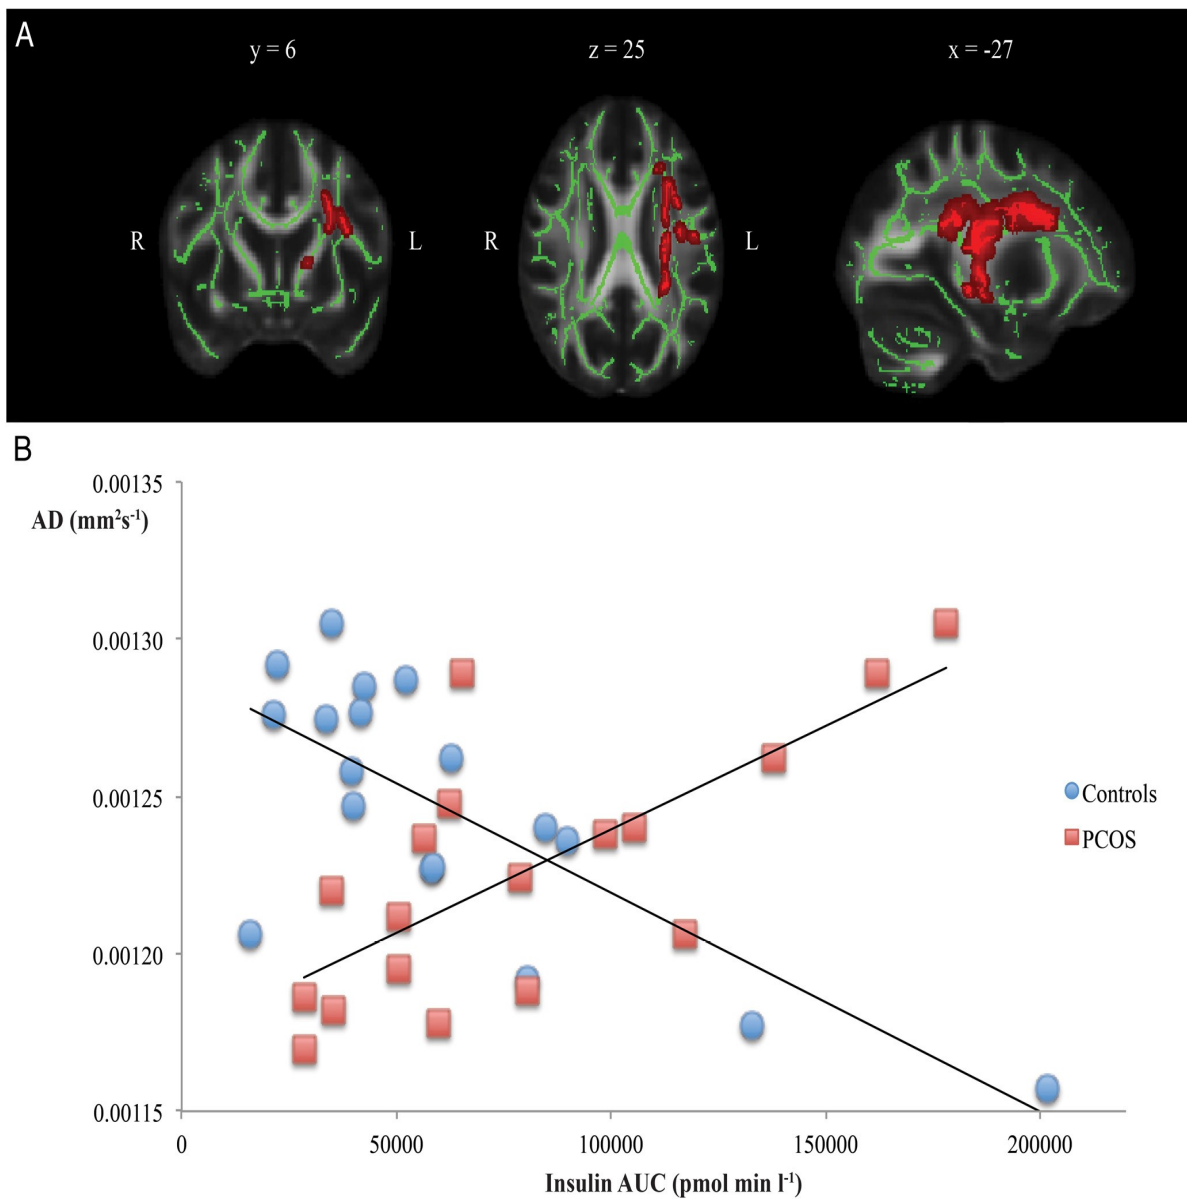 A
y = 6
z = 25
x = -27
R
L
R
L
B
0.00135
AD (mm²s⁻¹)
0.00130
0.00125
0.00120
0.00115
Controls
PCOS
0
50000
100000
150000
200000
Insulin AUC (pmol min l⁻¹)